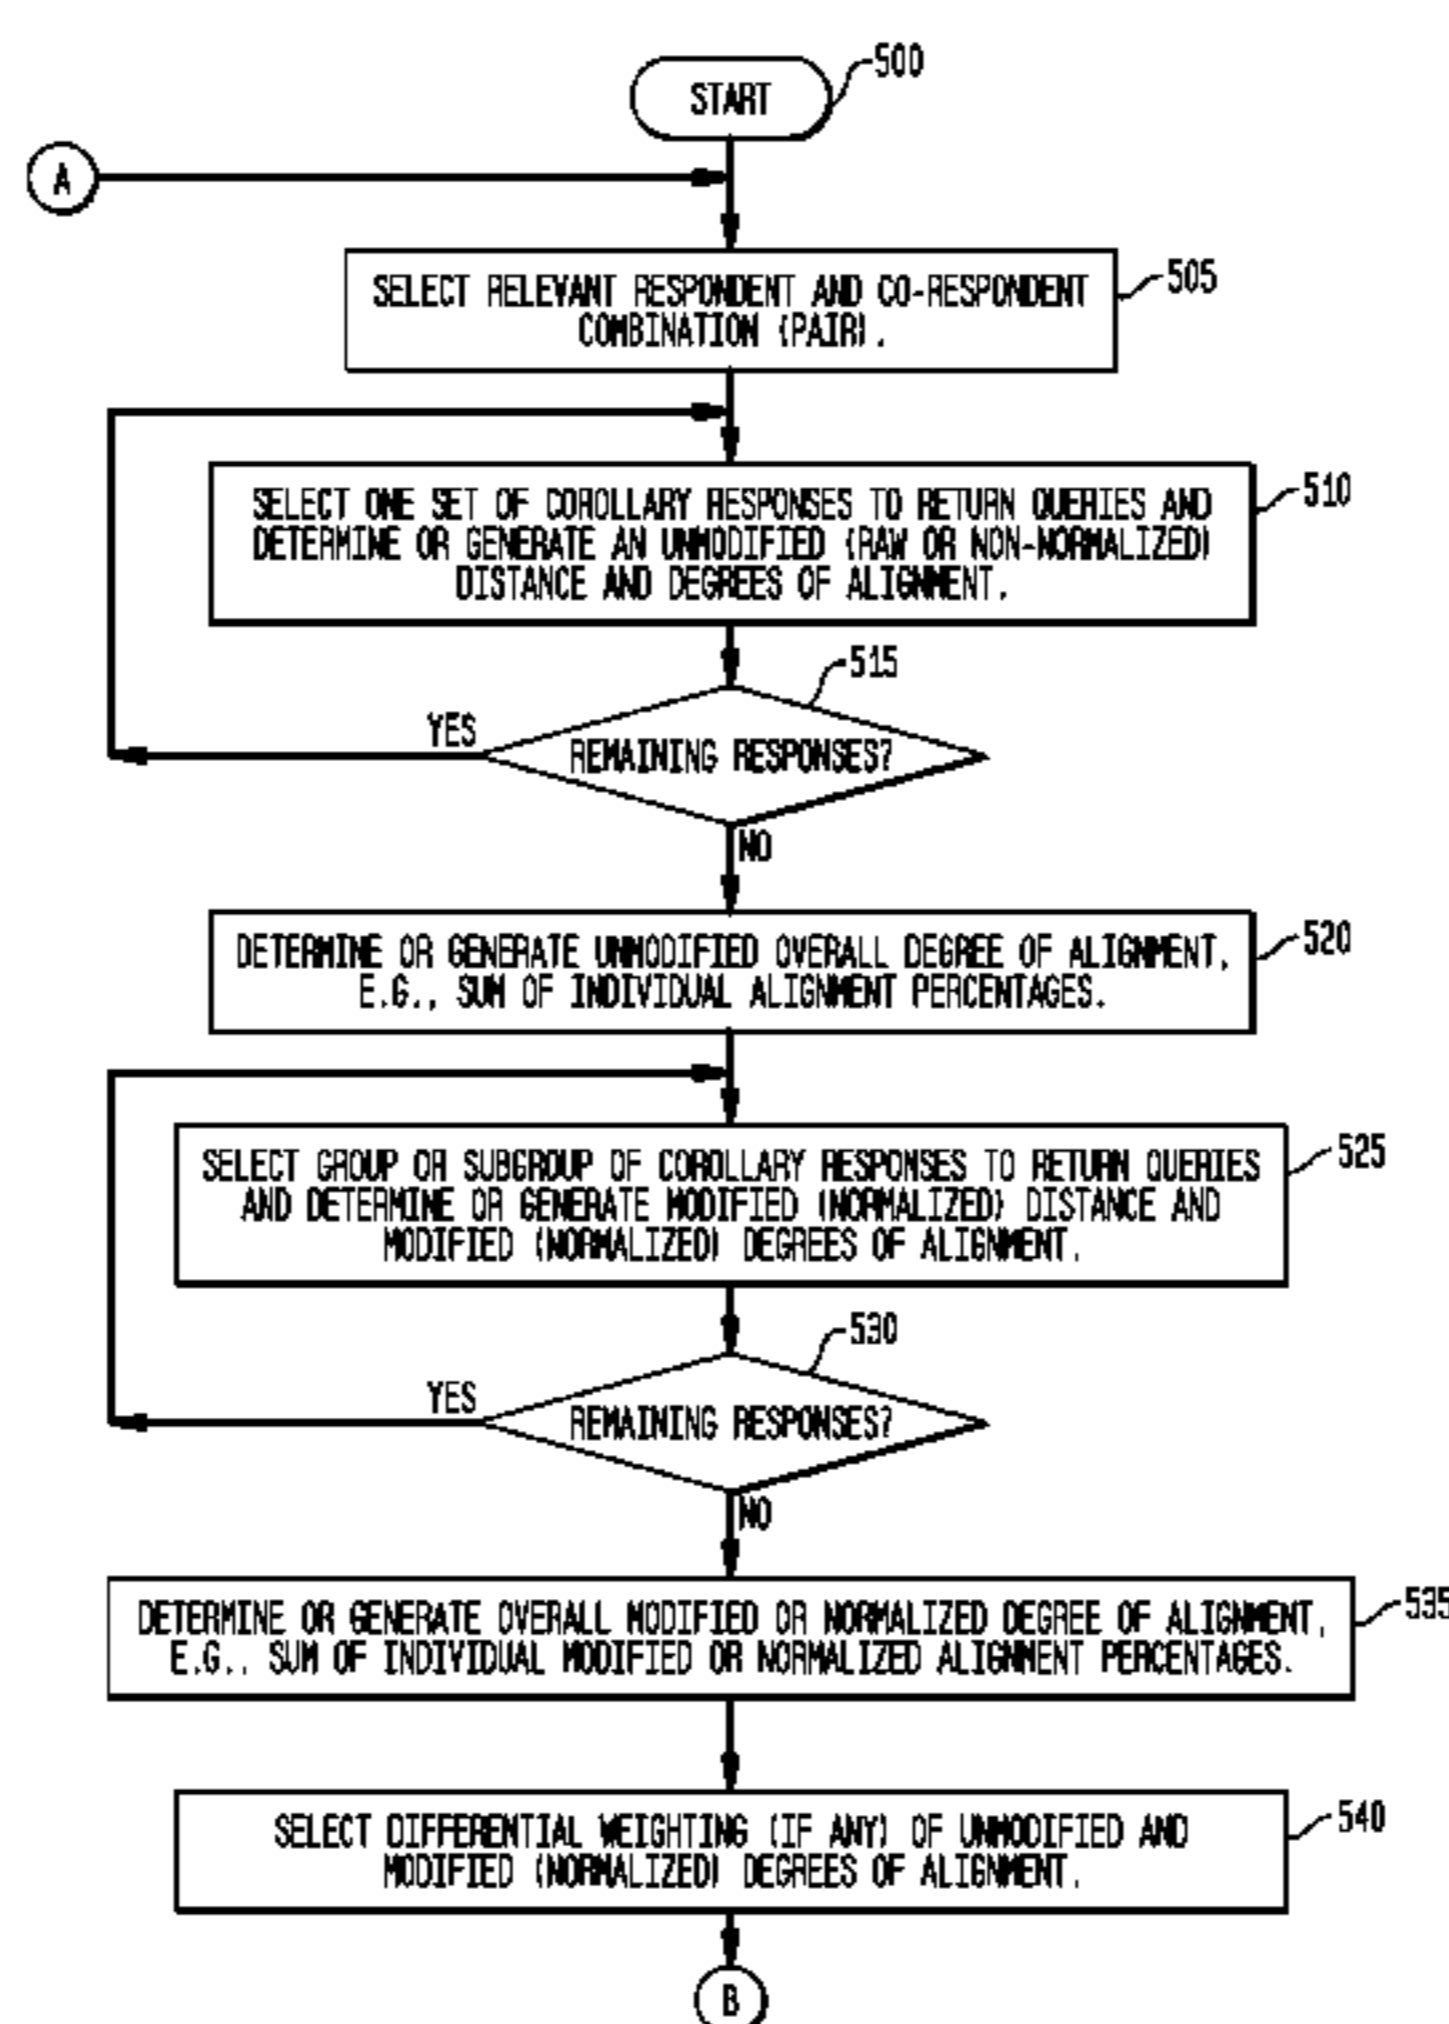 500
START
A
505
SELECT RELEVANT RESPONDENT AND CO-RESPONDENT
COMBINATION (PAIR).
510
SELECT ONE SET OF COROLLARY RESPONSES TO RETURN QUERIES AND
DETERMINE OR GENERATE AN UNMODIFIED (RAW OR NON-NORMALIZED)
DISTANCE AND DEGREES OF ALIGNMENT.
515
YES
REMAINING RESPONSES?
NO
520
DETERMINE OR GENERATE UNMODIFIED OVERALL DEGREE OF ALIGNMENT,
E.G., SUM OF INDIVIDUAL ALIGNMENT PERCENTAGES.
525
SELECT GROUP OR SUBGROUP OF COROLLARY RESPONSES TO RETURN QUERIES
AND DETERMINE OR GENERATE MODIFIED (NORMALIZED) DISTANCE AND
MODIFIED (NORMALIZED) DEGREES OF ALIGNMENT.
530
YES
REMAINING RESPONSES?
NO
535
DETERMINE OR GENERATE OVERALL MODIFIED OR NORMALIZED DEGREE OF ALIGNMENT,
E.G., SUM OF INDIVIDUAL MODIFIED OR NORMALIZED ALIGNMENT PERCENTAGES.
540
SELECT DIFFERENTIAL WEIGHTING (IF ANY) OF UNMODIFIED AND
MODIFIED (NORMALIZED) DEGREES OF ALIGNMENT.
B